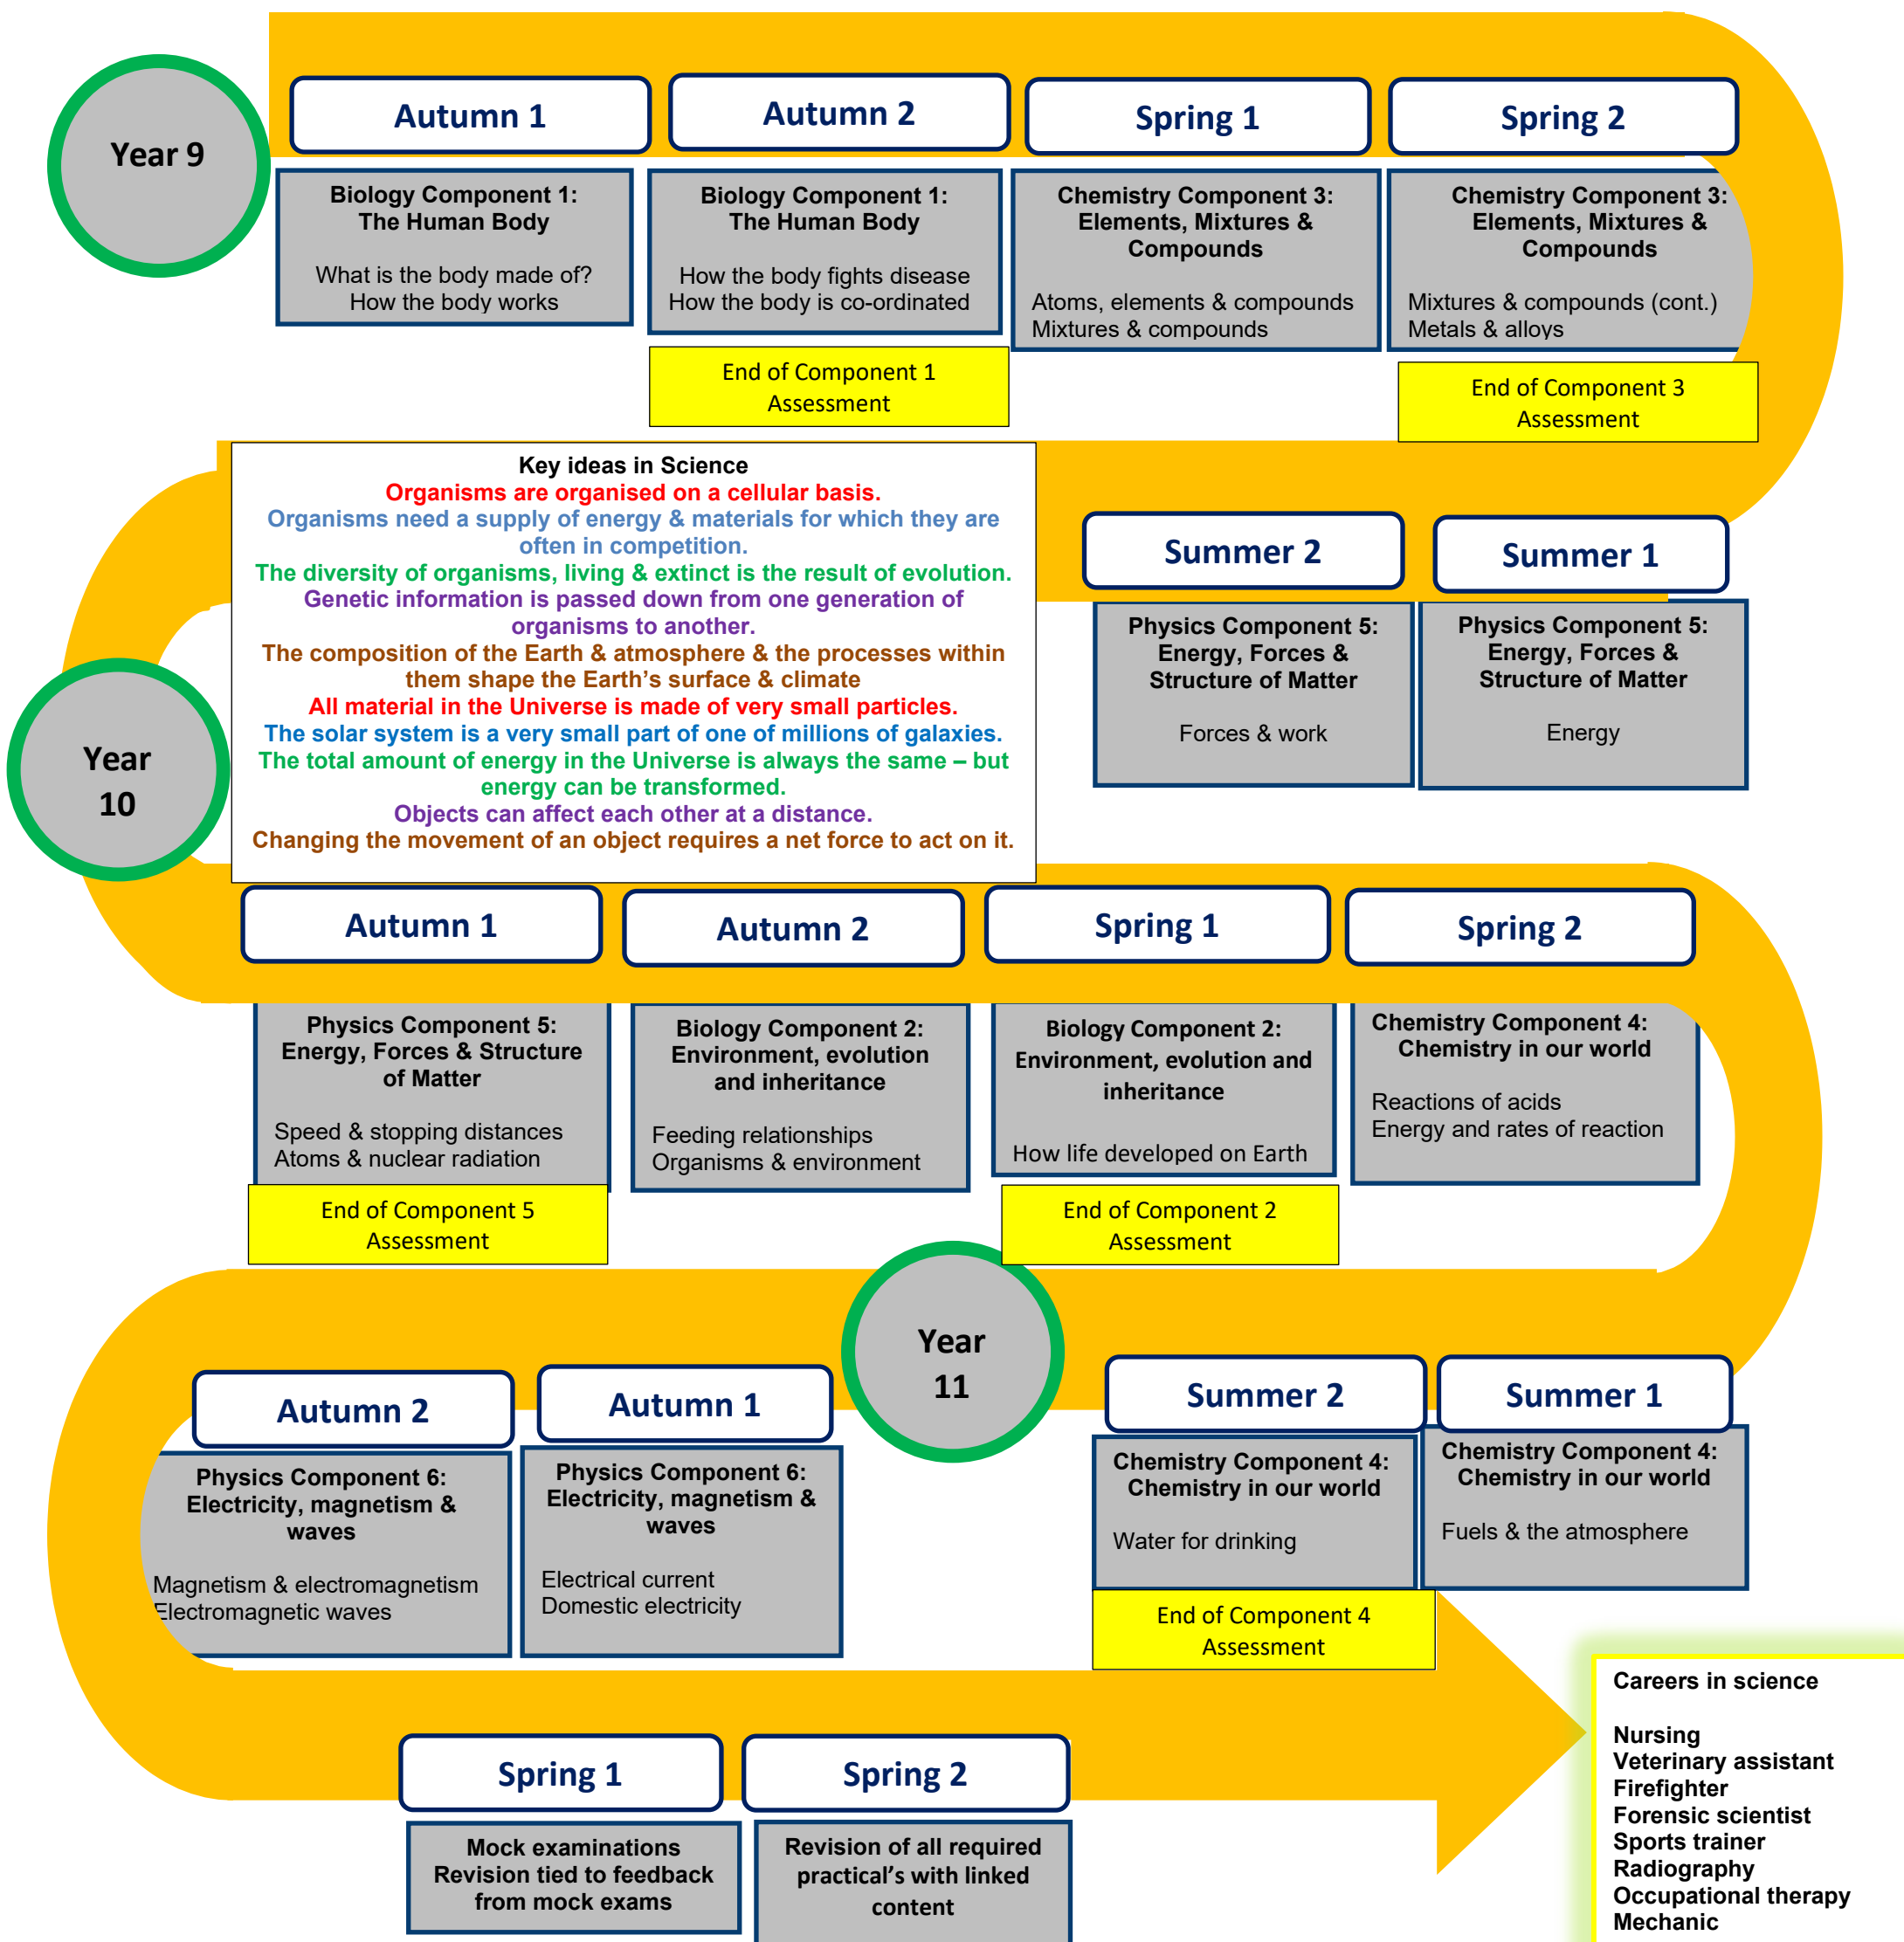 Year 9
Autumn 1
Autumn 2
Spring 1
Spring 2
Biology Component 1:
The Human Body
What is the body made of?
How the body works
Biology Component 1:
The Human Body
How the body fights disease
How the body is co-ordinated
Chemistry Component 3:
Elements, Mixtures &
Compounds
Atoms, elements & compounds
Mixtures & compounds
Chemistry Component 3:
Elements, Mixtures &
Compounds
Mixtures & compounds (cont.)
Metals & alloys
End of Component 1
Assessment
End of Component 3
Assessment
Key ideas in Science
Organisms are organised on a cellular basis.
Organisms need a supply of energy & materials for which they are
often in competition.
The diversity of organisms, living & extinct is the result of evolution.
Genetic information is passed down from one generation of
organisms to another.
The composition of the Earth & atmosphere & the processes within
them shape the Earth's surface & climate
All material in the Universe is made of very small particles.
The solar system is a very small part of one of millions of galaxies.
The total amount of energy in the Universe is always the same – but
energy can be transformed.
Objects can affect each other at a distance.
Changing the movement of an object requires a net force to act on it.
Summer 2
Summer 1
Physics Component 5:
Energy, Forces &
Structure of Matter
Forces & work
Physics Component 5:
Energy, Forces &
Structure of Matter
Energy
Year
10
Autumn 1
Autumn 2
Spring 1
Spring 2
Physics Component 5:
Energy, Forces & Structure
of Matter
Speed & stopping distances
Atoms & nuclear radiation
Biology Component 2:
Environment, evolution
and inheritance
Feeding relationships
Organisms & environment
Biology Component 2:
Environment, evolution and
inheritance
How life developed on Earth
Chemistry Component 4:
Chemistry in our world
Reactions of acids
Energy and rates of reaction
End of Component 5
Assessment
End of Component 2
Assessment
Year
11
Autumn 2
Autumn 1
Summer 2
Summer 1
Physics Component 6:
Electricity, magnetism &
waves
Magnetism & electromagnetism
Electromagnetic waves
Physics Component 6:
Electricity, magnetism &
waves
Electrical current
Domestic electricity
Chemistry Component 4:
Chemistry in our world
Water for drinking
Chemistry Component 4:
Chemistry in our world
Fuels & the atmosphere
End of Component 4
Assessment
Spring 1
Spring 2
Mock examinations
Revision tied to feedback
from mock exams
Revision of all required
practical's with linked
content
Careers in science
Nursing
Veterinary assistant
Firefighter
Forensic scientist
Sports trainer
Radiography
Occupational therapy
Mechanic